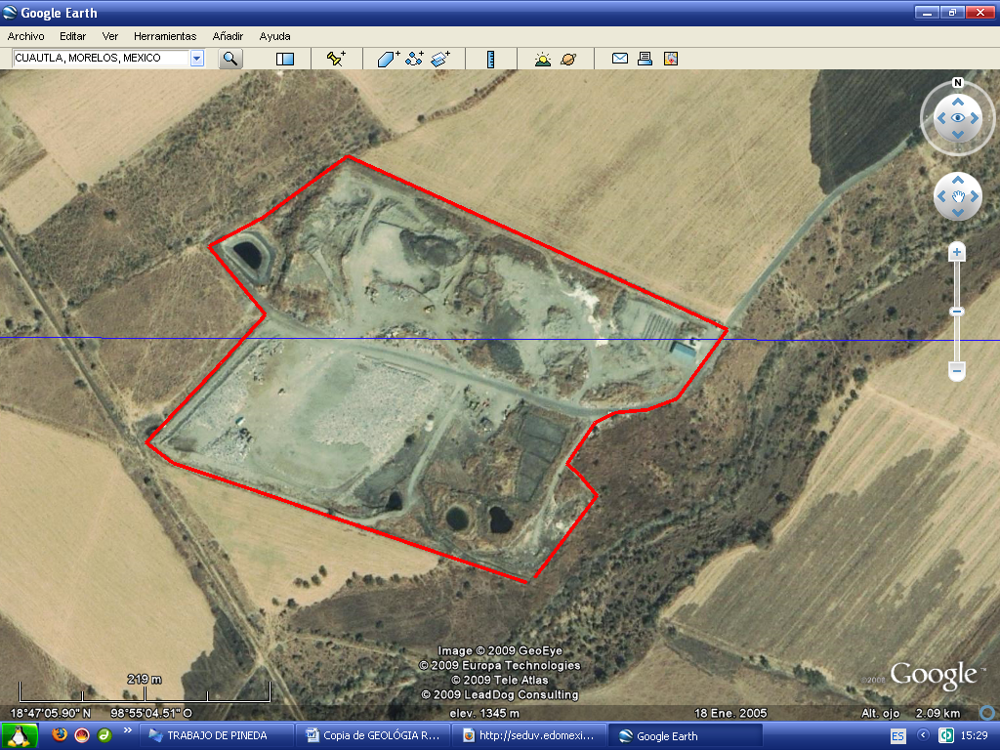 Google Earth
Archivo Editar Ver Herramientas Añadir Ayuda
CUAUTLA, MORELOS, MEXICO
N
Image © 2009 GeoEye
© 2009 Europa Technologies
© 2009 Tele Atlas
© 2009 LeadDog Consulting
©2008 Google™
219 m
18°47'05.90" N 98°55'04.51" O elev. 1345 m 18 Ene. 2005 Alt. ojo 2.09 km
TRABAJO DE PINEDA Copia de GEOLÓGIA R... http://seduv.edomexi... Google Earth ES 15:29